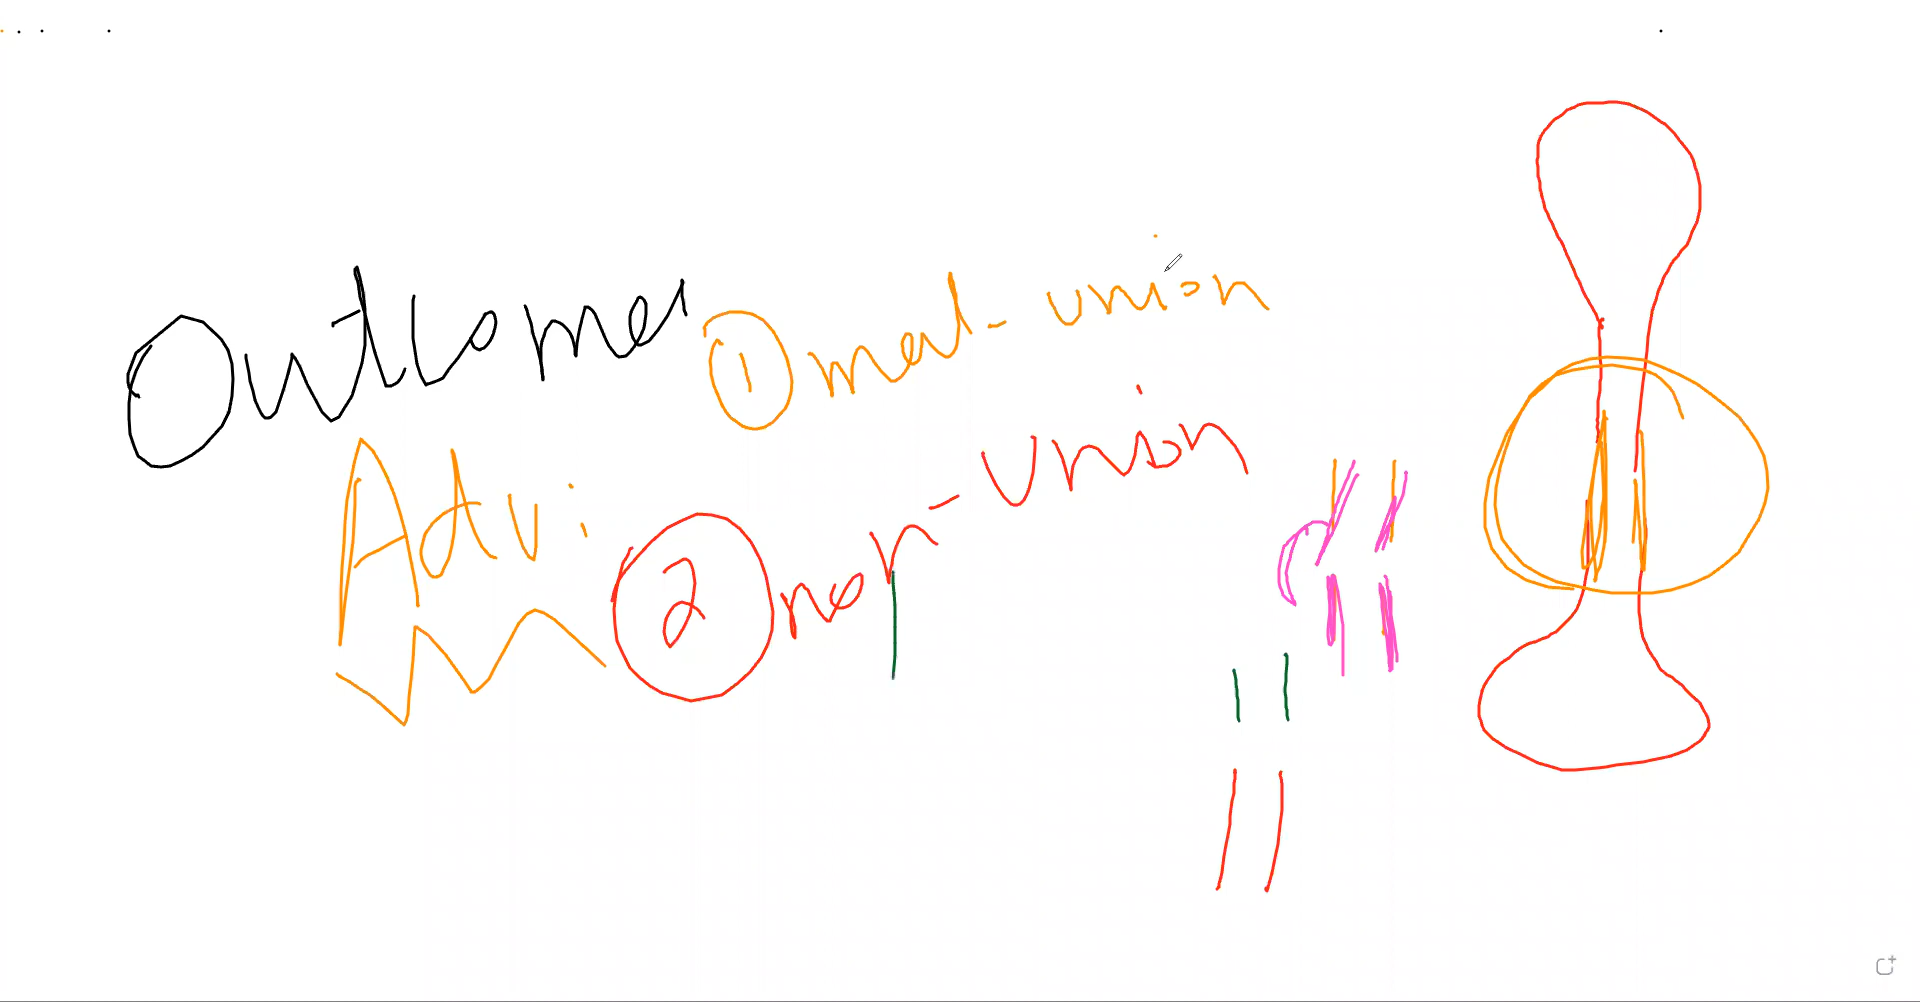 Outcomes
① mal-union
Adv:
② non-union